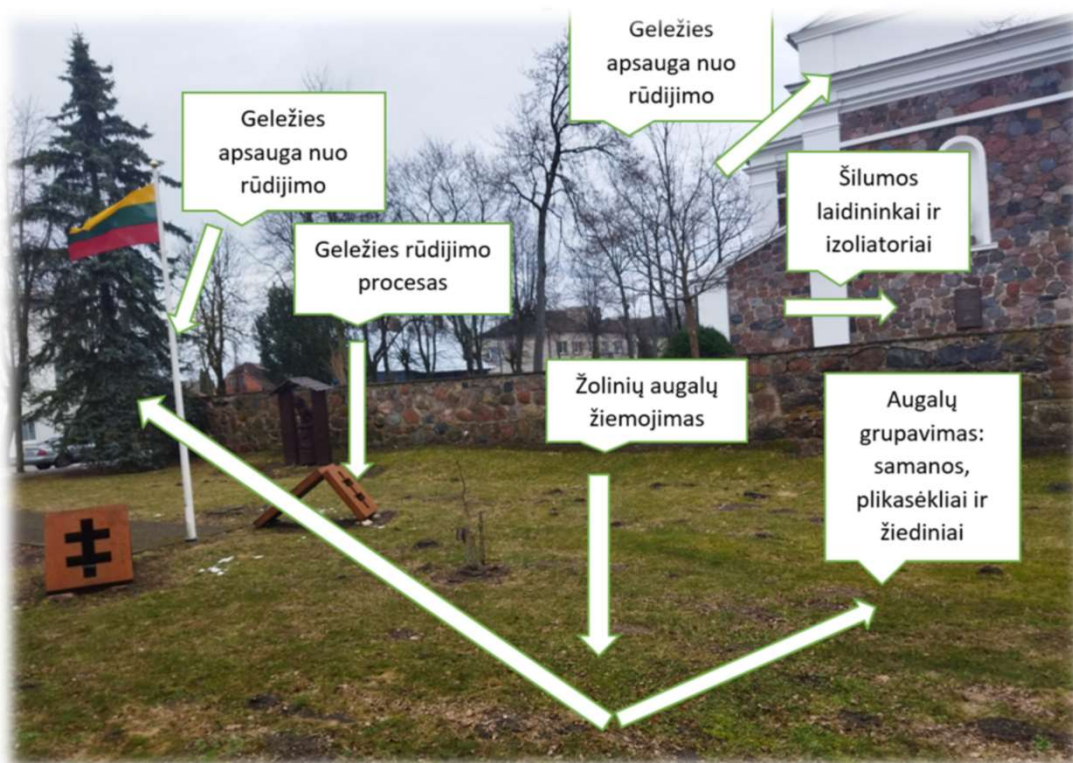 Geležies
apsauga nuo
rūdijimo
Geležies
apsauga nuo
rūdijimo
Geležies rūdijimo
procesas
Šilumos
laidininkai ir
izoliatoriai
Žolinių augalų
žiemojimas
Augalų
grupavimas:
samanos,
plikasėkliai ir
žiediniai